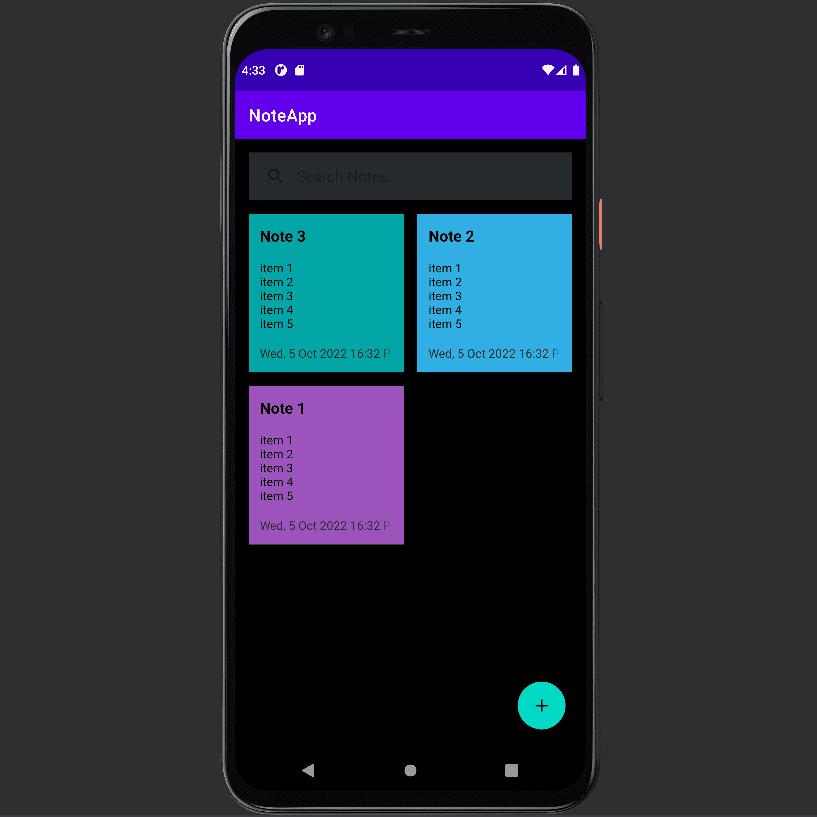 4:33
NoteApp
Search Notes...
Note 3
item 1
item 2
item 3
item 4
item 5
Wed, 5 Oct 2022 16:32 P
Note 2
item 1
item 2
item 3
item 4
item 5
Wed, 5 Oct 2022 16:32 P
Note 1
item 1
item 2
item 3
item 4
item 5
Wed, 5 Oct 2022 16:32 P